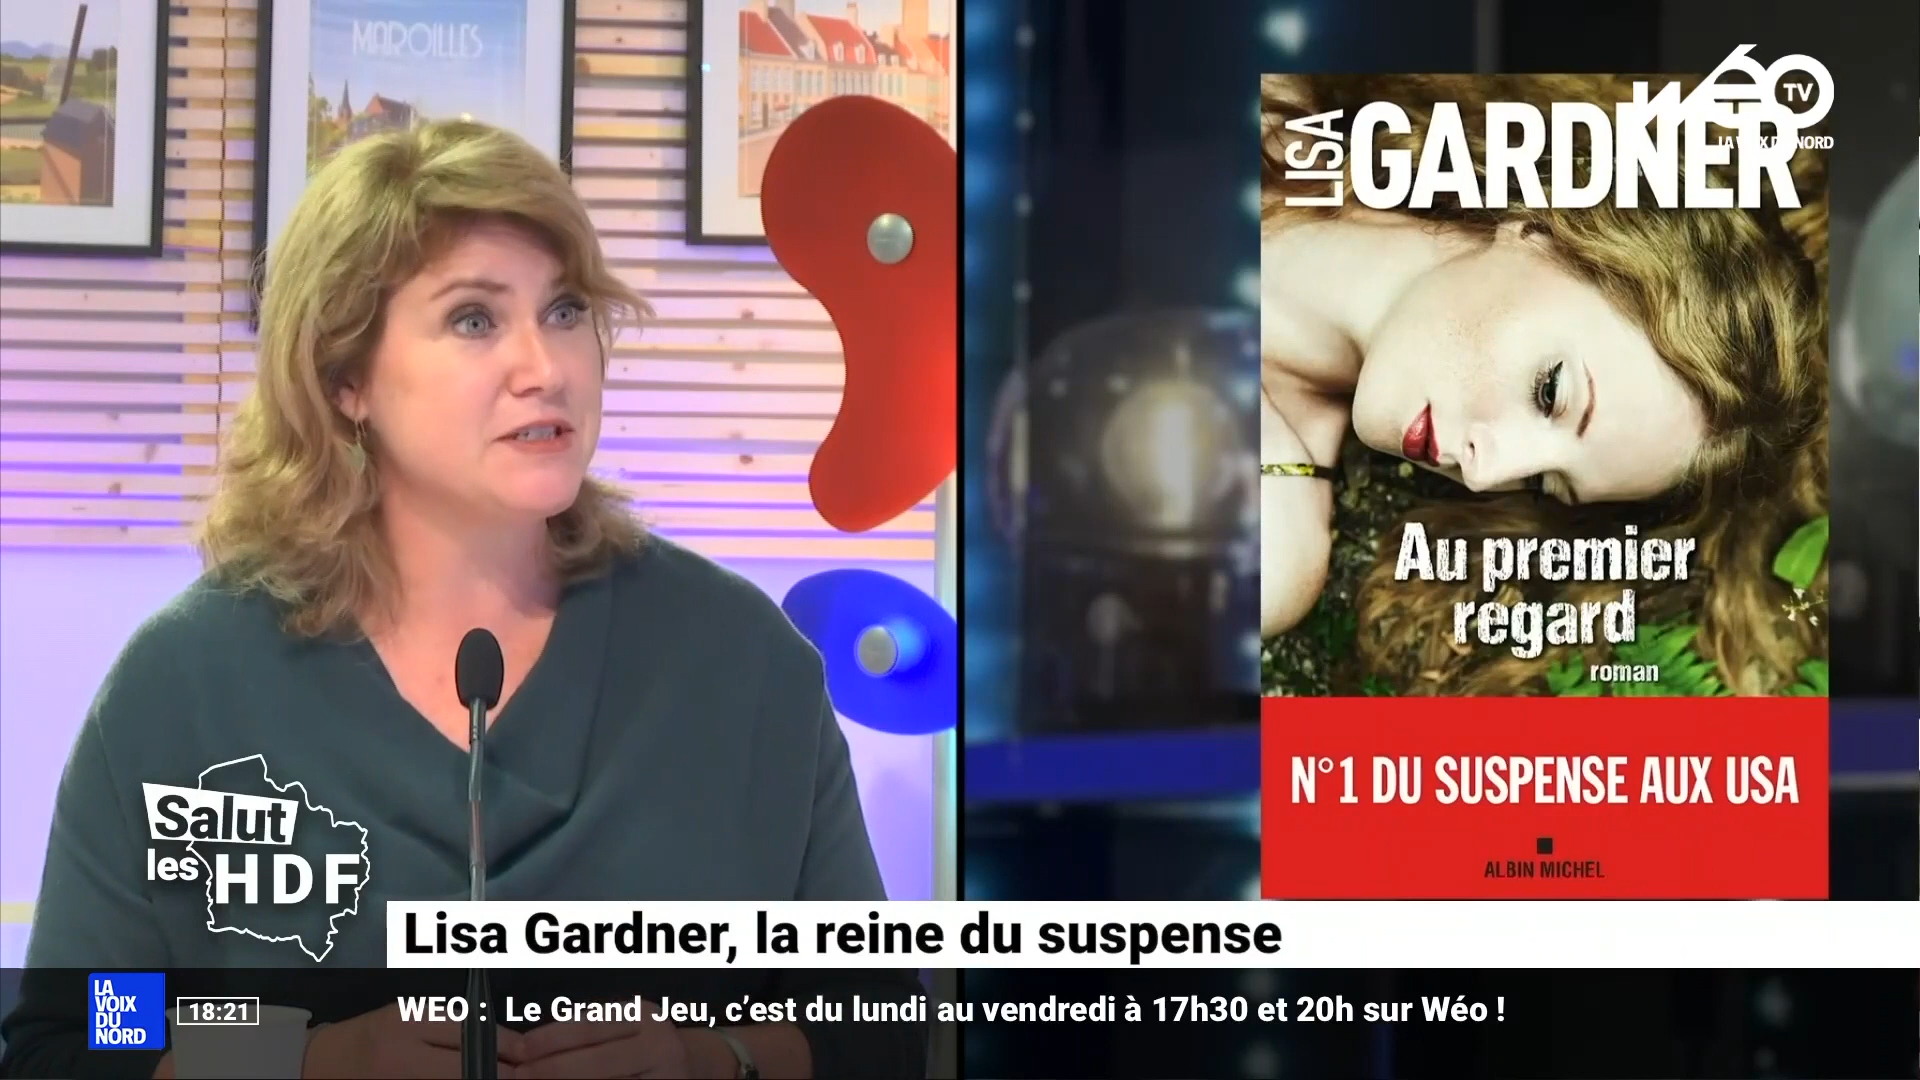 MAROILLES
wéo TV
LA VOIX DU NORD
LISA
GARDNER
Au premier
regard
roman
N°1 DU SUSPENSE AUX USA
ALBIN MICHEL
Salut
les HDF
Lisa Gardner, la reine du suspense
LA
VOIX
DU
NORD
18:21
WEO : Le Grand Jeu, c’est du lundi au vendredi à 17h30 et 20h sur Wéo !